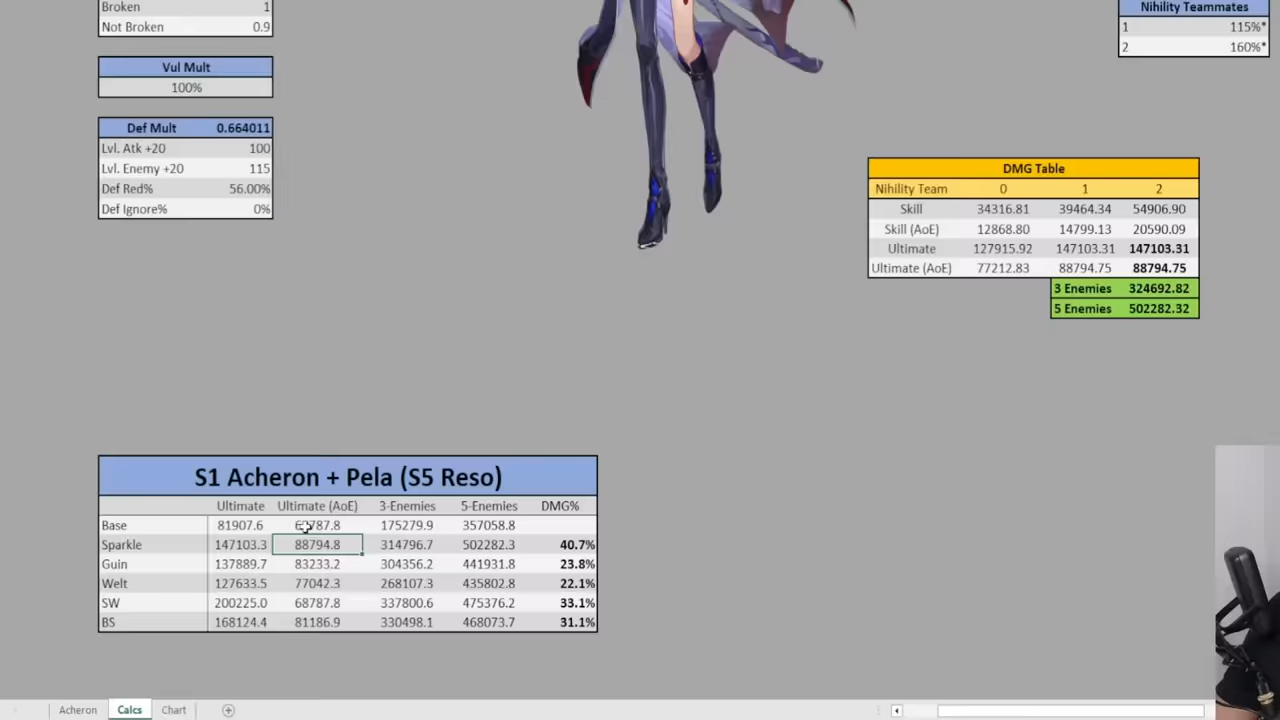 Broken 1
Not Broken 0.9
Vul Mult
100%
Def Mult 0.664011
Lvl. Atk +20 100
Lvl. Enemy +20 115
Def Red% 56.00%
Def Ignore% 0%
Nihility Teammates
1 115%*
2 160%*
DMG Table
Nihility Team 0 1 2
Skill 34316.81 39464.34 54906.90
Skill (AoE) 12868.80 14799.13 20590.09
Ultimate 127915.92 147103.31 147103.31
Ultimate (AoE) 77212.83 88794.75 88794.75
3 Enemies 324692.82
5 Enemies 502282.32
S1 Acheron + Pela (S5 Reso)
Ultimate Ultimate (AoE) 3-Enemies 5-Enemies DMG%
Base 81907.6 175279.9 357058.8
Sparkle 147103.3 88794.8 314796.7 502282.3 40.7%
Guin 137889.7 83233.2 304356.2 441931.8 23.8%
Welt 127633.5 77042.3 268107.3 435802.8 22.1%
SW 200225.0 68787.8 337800.6 475376.2 33.1%
BS 168124.4 81186.9 330498.1 468073.7 31.1%
Acheron Calcs Chart